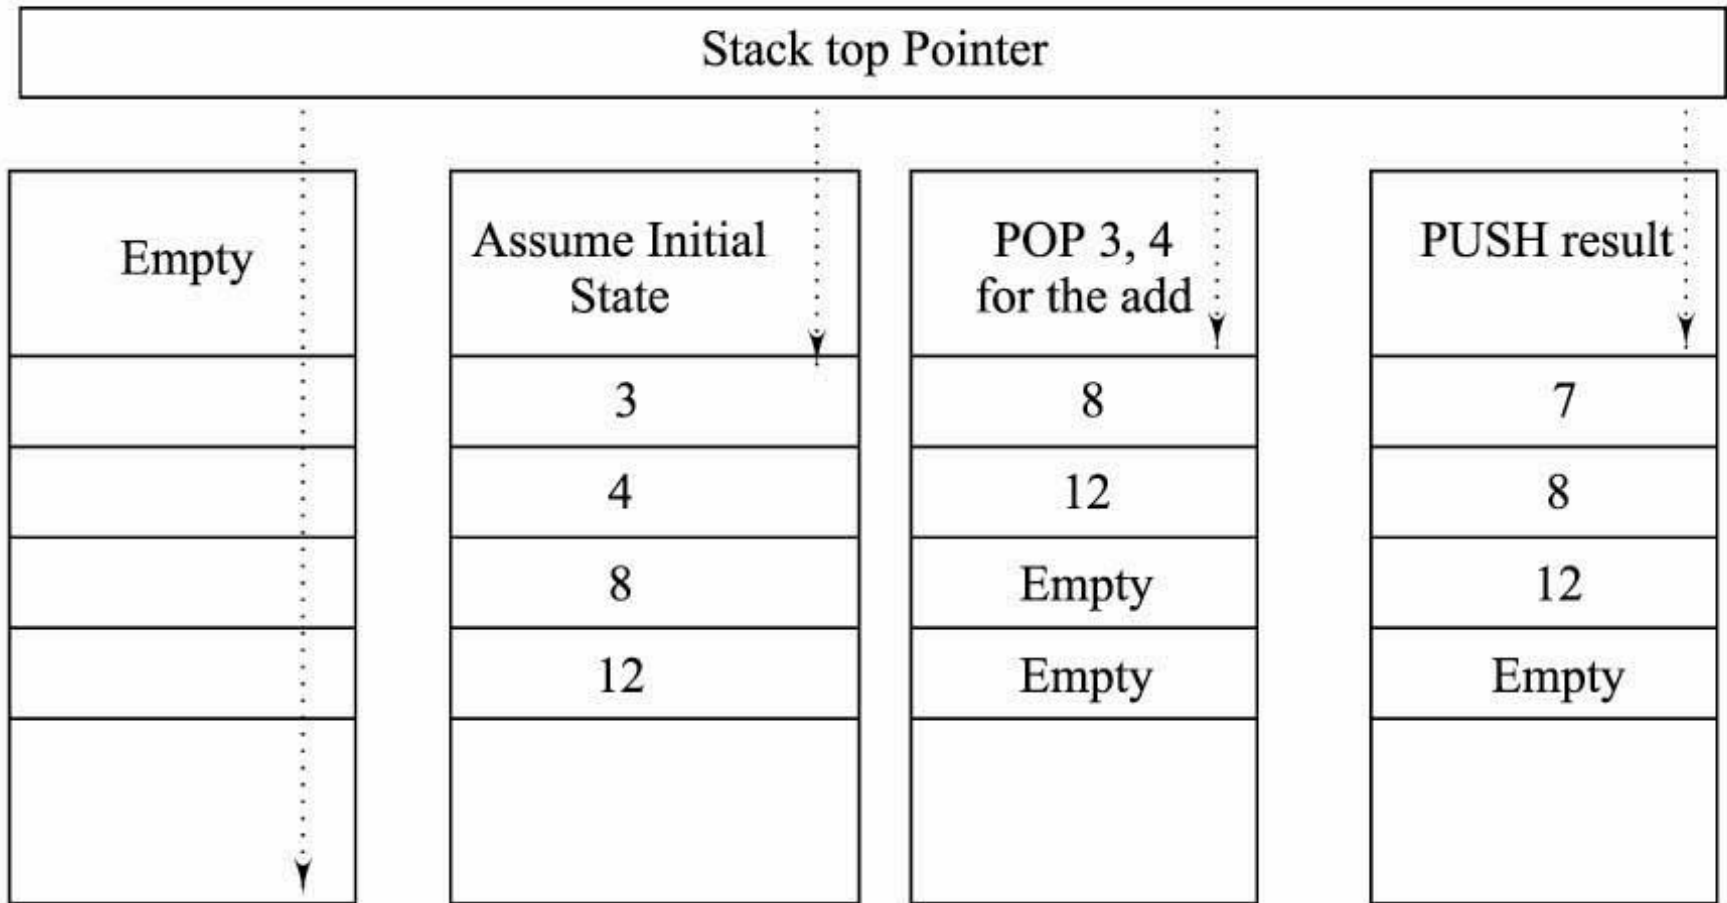 Stack top Pointer
Empty
Assume Initial
State
3
4
8
12
POP 3, 4
for the add
8
12
Empty
Empty
PUSH result
7
8
12
Empty